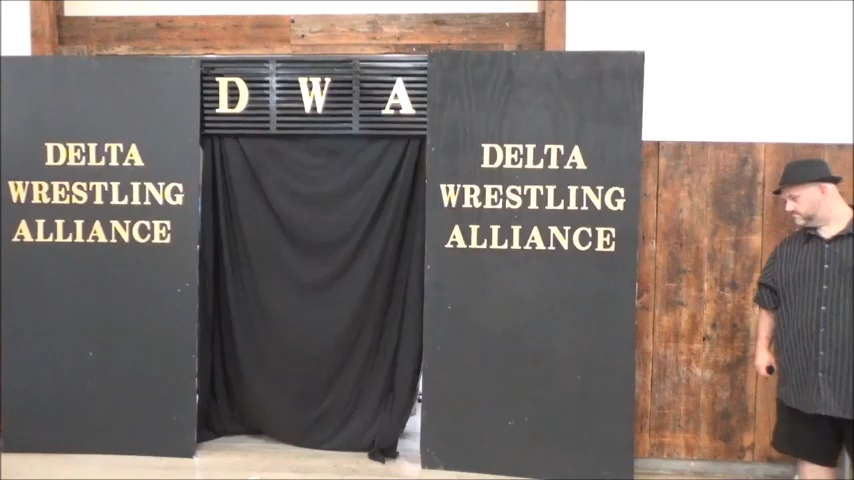 D W A
DELTA
WRESTLING
ALLIANCE
DELTA
WRESTLING
ALLIANCE